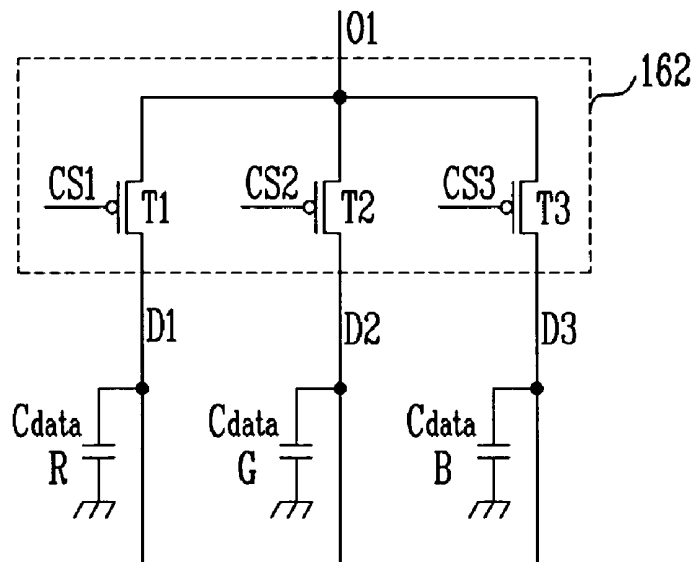 O1
162
CS1
T1
CS2
T2
CS3
T3
D1
D2
D3
Cdata
R
Cdata
G
Cdata
B